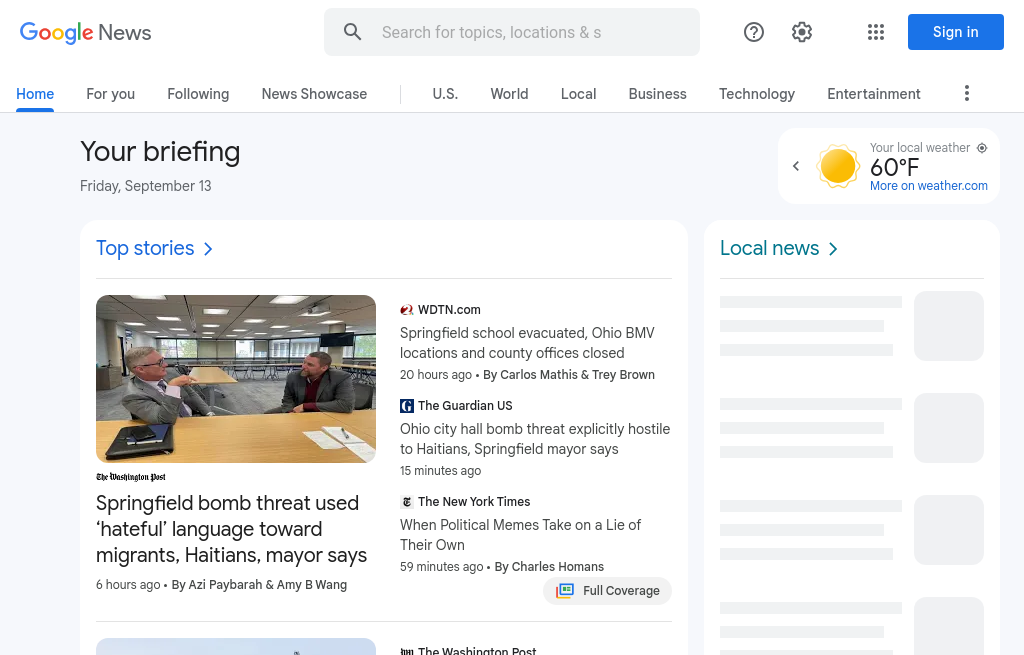 Google News
Search for topics, locations & s
Sign in
Home
For you
Following
News Showcase
U.S.
World
Local
Business
Technology
Entertainment
Your briefing
Friday, September 13
Your local weather
60°F
More on weather.com
Top stories
The Washington Post
Springfield bomb threat used
‘hateful’ language toward
migrants, Haitians, mayor says
6 hours ago • By Azi Paybarah & Amy B Wang
WDTN.com
Springfield school evacuated, Ohio BMV
locations and county offices closed
20 hours ago • By Carlos Mathis & Trey Brown
The Guardian US
Ohio city hall bomb threat explicitly hostile
to Haitians, Springfield mayor says
15 minutes ago
The New York Times
When Political Memes Take on a Lie of
Their Own
59 minutes ago • By Charles Homans
Full Coverage
The Washington Post
Local news